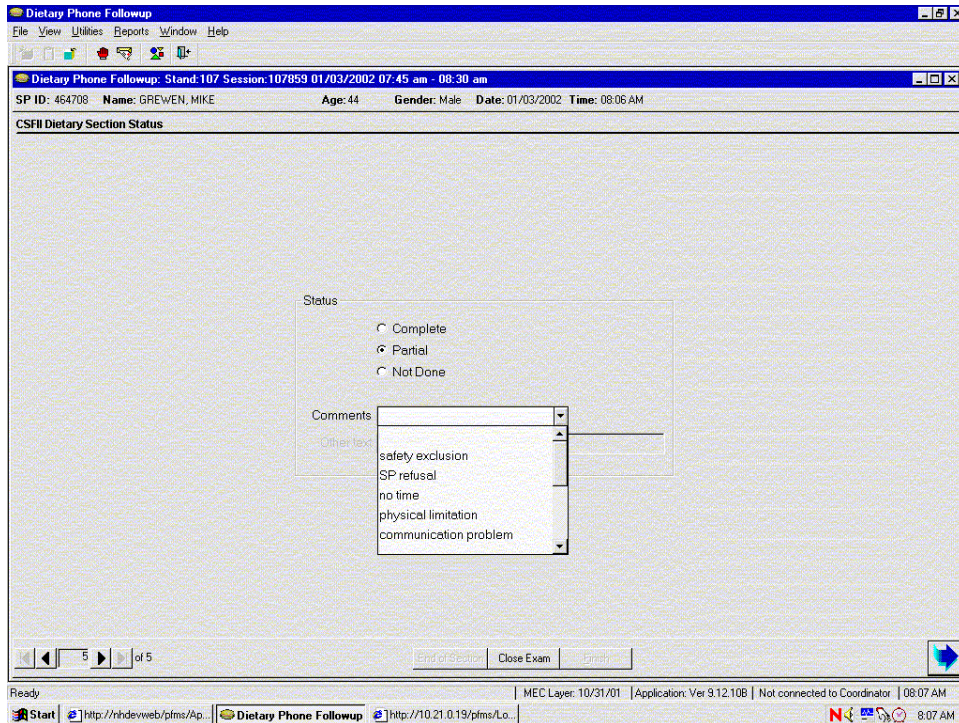 Dietary Phone Followup
File View Utilities Reports Window Help
Dietary Phone Followup: Stand:107 Session:107859 01/03/2002 07:45 am - 08:30 am
SP ID: 464708 Name: GREWEN, MIKE Age: 44 Gender: Male Date: 01/03/2002 Time: 08:06 AM
CSFII Dietary Section Status
Status
Complete
Partial
Not Done
Comments
Other text
safety exclusion
SP refusal
no time
physical limitation
communication problem
5 of 5 End of Section Close Exam Finish
Ready MEC Layer: 10/31/01 Application: Ver 9.12.10B Not connected to Coordinator 08:07 AM
Start http://nhdevweb/pfms/Ap... Dietary Phone Followup http://10.21.0.19/pfms/Lo... N 8:07 AM